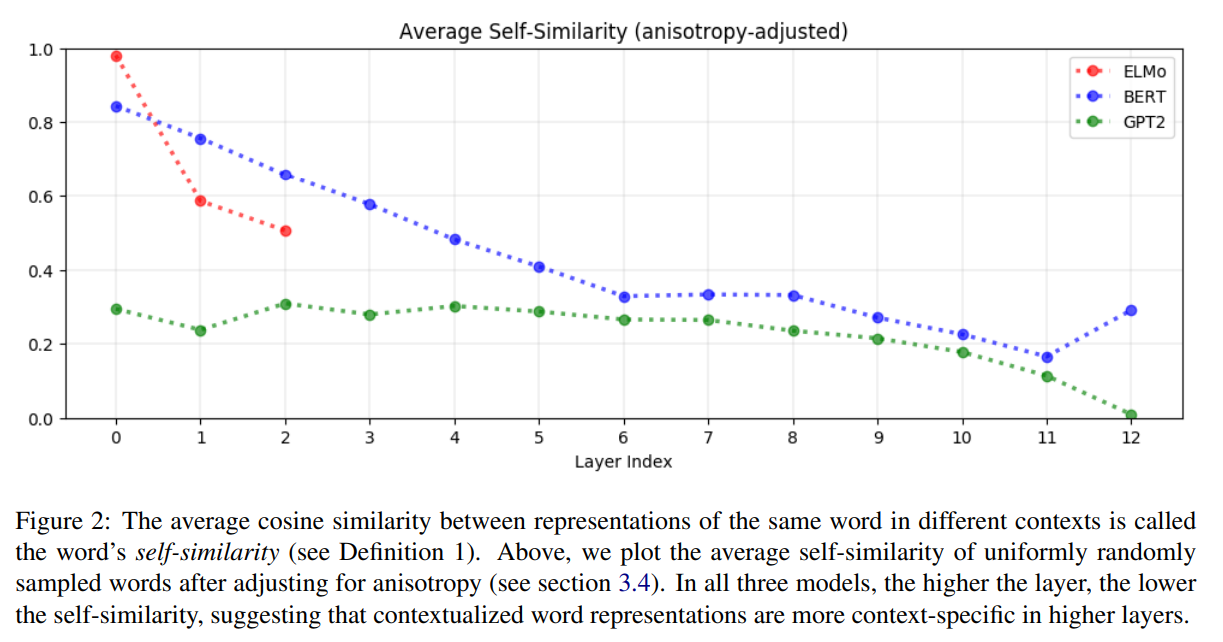 Average Self-Similarity (anisotropy-adjusted)
1.0
0.8
0.6
0.4
0.2
0.0
ELMo
BERT
GPT2
0 1 2 3 4 5 6 7 8 9 10 11 12
Layer Index
Figure 2: The average cosine similarity between representations of the same word in different contexts is called
the word’s self-similarity (see Definition 1). Above, we plot the average self-similarity of uniformly randomly
sampled words after adjusting for anisotropy (see section 3.4). In all three models, the higher the layer, the lower
the self-similarity, suggesting that contextualized word representations are more context-specific in higher layers.